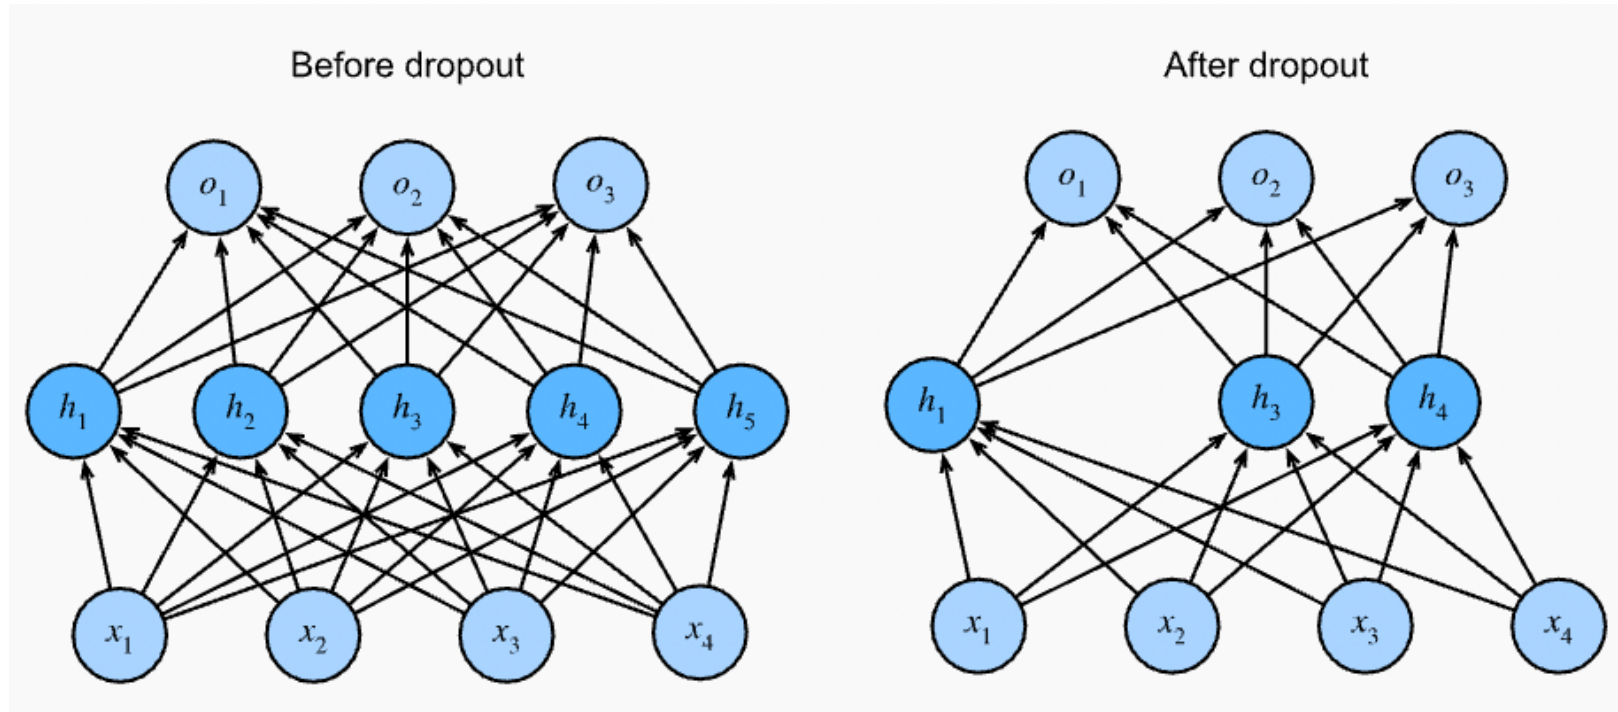 Before dropout
After dropout
o₁ o₂ o₃
o₁ o₂ o₃
h₁ h₂ h₃ h₄ h₅
h₁ h₃ h₄
x₁ x₂ x₃ x₄
x₁ x₂ x₃ x₄